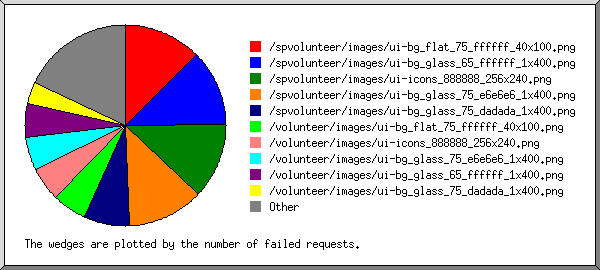 /spvolunteer/images/ui-bg_flat_75_ffffff_40x100.png
/spvolunteer/images/ui-bg_glass_65_ffffff_1x400.png
/spvolunteer/images/ui-icons_888888_256x240.png
/spvolunteer/images/ui-bg_glass_75_e6e6e6_1x400.png
/spvolunteer/images/ui-bg_glass_75_dadada_1x400.png
/volunteer/images/ui-bg_flat_75_ffffff_40x100.png
/volunteer/images/ui-icons_888888_256x240.png
/volunteer/images/ui-bg_glass_75_e6e6e6_1x400.png
/volunteer/images/ui-bg_glass_65_ffffff_1x400.png
/volunteer/images/ui-bg_glass_75_dadada_1x400.png
Other
The wedges are plotted by the number of failed requests.